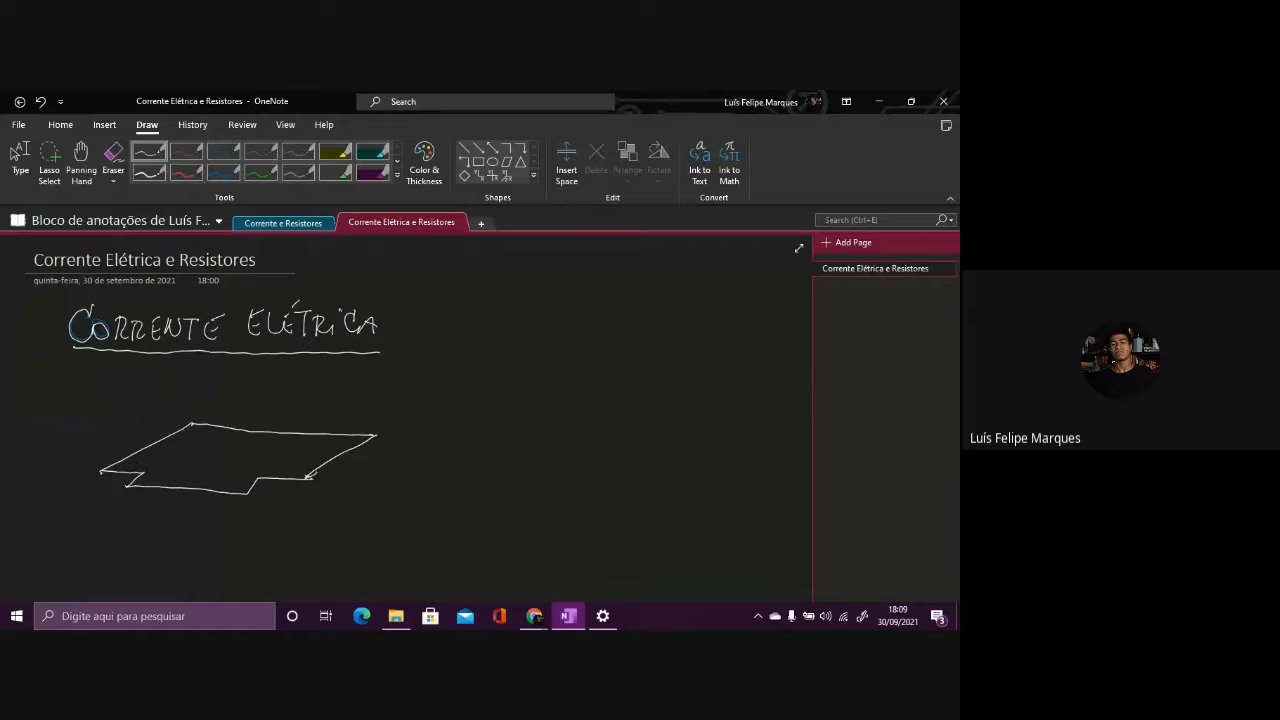 Corrente Elétrica e Resistores - OneNote
Search
Luís Felipe Marques
File Home Insert Draw History Review View Help
Type
Lasso Select
Panning Hand
Eraser
Color & Thickness
Insert Space
Delete
Arrange
Rotate
Ink to Text
Ink to Math
Tools
Shapes
Edit
Convert
Bloco de anotações de Luís F...
Corrente e Resistores
Corrente Elétrica e Resistores
+
Search (Ctrl+E)
Add Page
Corrente Elétrica e Resistores
Corrente Elétrica e Resistores
quinta-feira, 30 de setembro de 2021 18:00
CORRENTE ELÉTRICA
Luís Felipe Marques
Digite aqui para pesquisar
18:09
30/09/2021
3